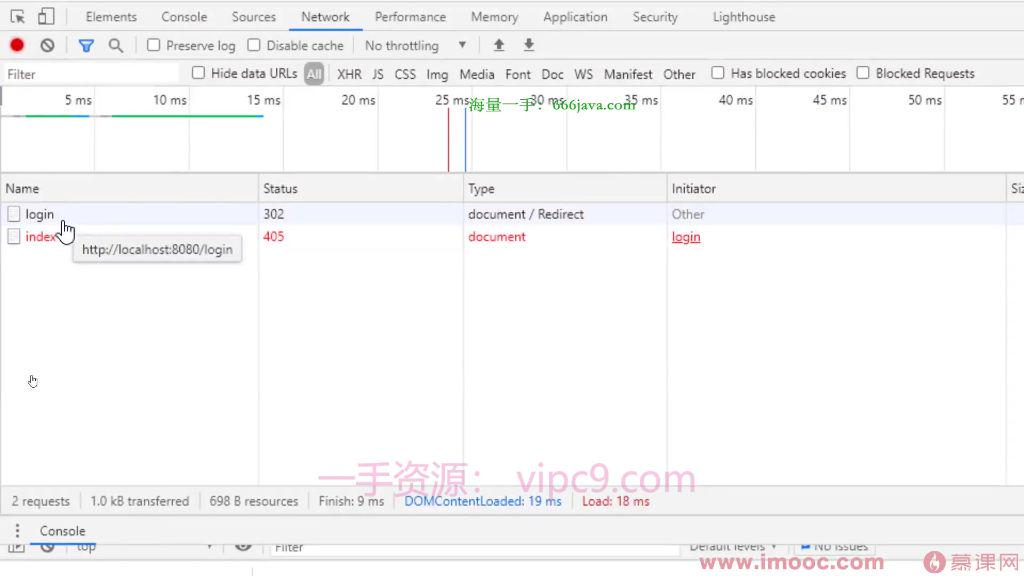 Elements Console Sources Network Performance Memory Application Security Lighthouse
Preserve log Disable cache No throttling
Filter Hide data URLs All XHR JS CSS Img Media Font Doc WS Manifest Other Has blocked cookies Blocked Requests
5 ms 10 ms 15 ms 20 ms 25 ms 30 ms 35 ms 40 ms 45 ms 50 ms 55 m
海量一手：666java.com
Name Status Type Initiator Siz
login 302 document / Redirect Other
index 405 document login
http://localhost:8080/login
一手资源： vipc9.com
2 requests 1.0 kB transferred 698 B resources Finish: 9 ms DOMContentLoaded: 19 ms Load: 18 ms
Console
top Filter Default levels No Issues
www.imooc.com 慕课网